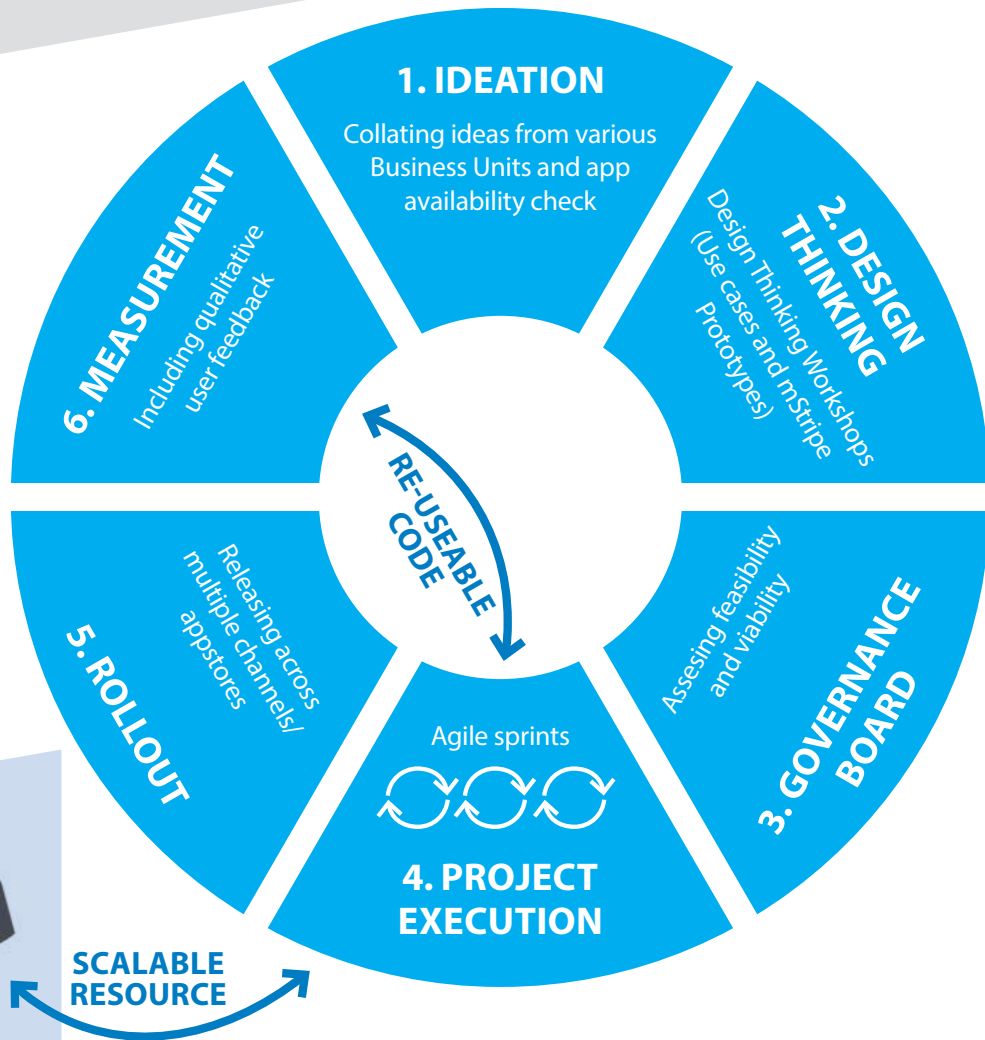 1. IDEATION
Collating ideas from various
Business Units and app
availability check
2. DESIGN
THINKING
Design Thinking Workshops
(Use cases and mStripe
Prototypes)
3. GOVERNANCE
BOARD
Assesing feasibility
and viability
Agile sprints
4. PROJECT
EXECUTION
5. ROLLOUT
Releasing across
multiple channels/
appstores
6. MEASUREMENT
Including qualitative
user feedback
RE-USEABLE
CODE
SCALABLE
RESOURCE